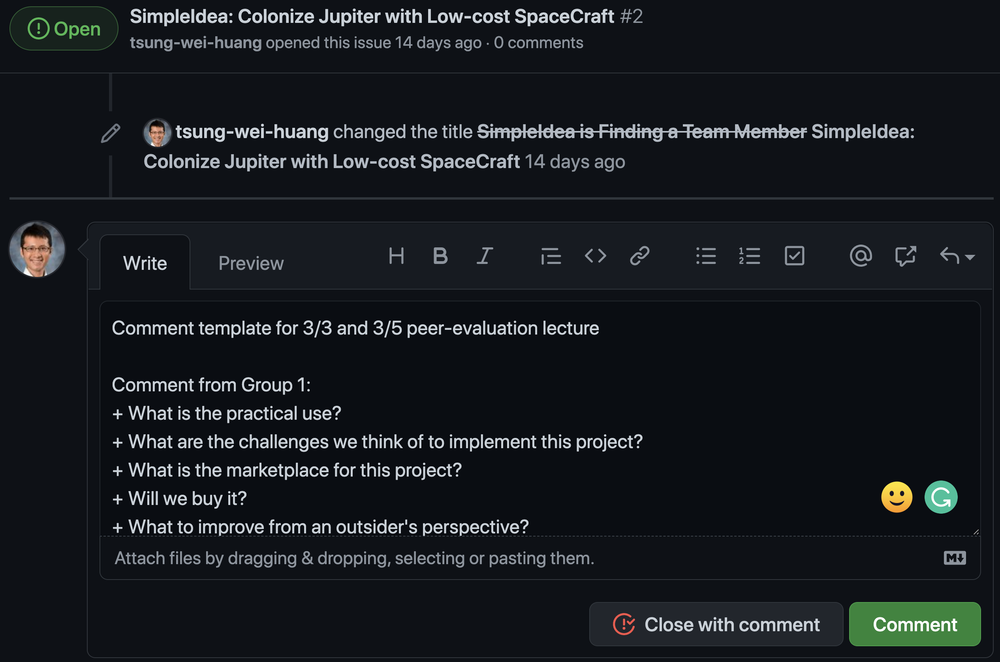 Open
SimpleIdea: Colonize Jupiter with Low-cost SpaceCraft #2
tsung-wei-huang opened this issue 14 days ago · 0 comments
tsung-wei-huang changed the title SimpleIdea is Finding a Team Member SimpleIdea:
Colonize Jupiter with Low-cost SpaceCraft 14 days ago
Write Preview
Comment template for 3/3 and 3/5 peer-evaluation lecture
Comment from Group 1:
+ What is the practical use?
+ What are the challenges we think of to implement this project?
+ What is the marketplace for this project?
+ Will we buy it?
+ What to improve from an outsider's perspective?
Attach files by dragging & dropping, selecting or pasting them.
Close with comment
Comment